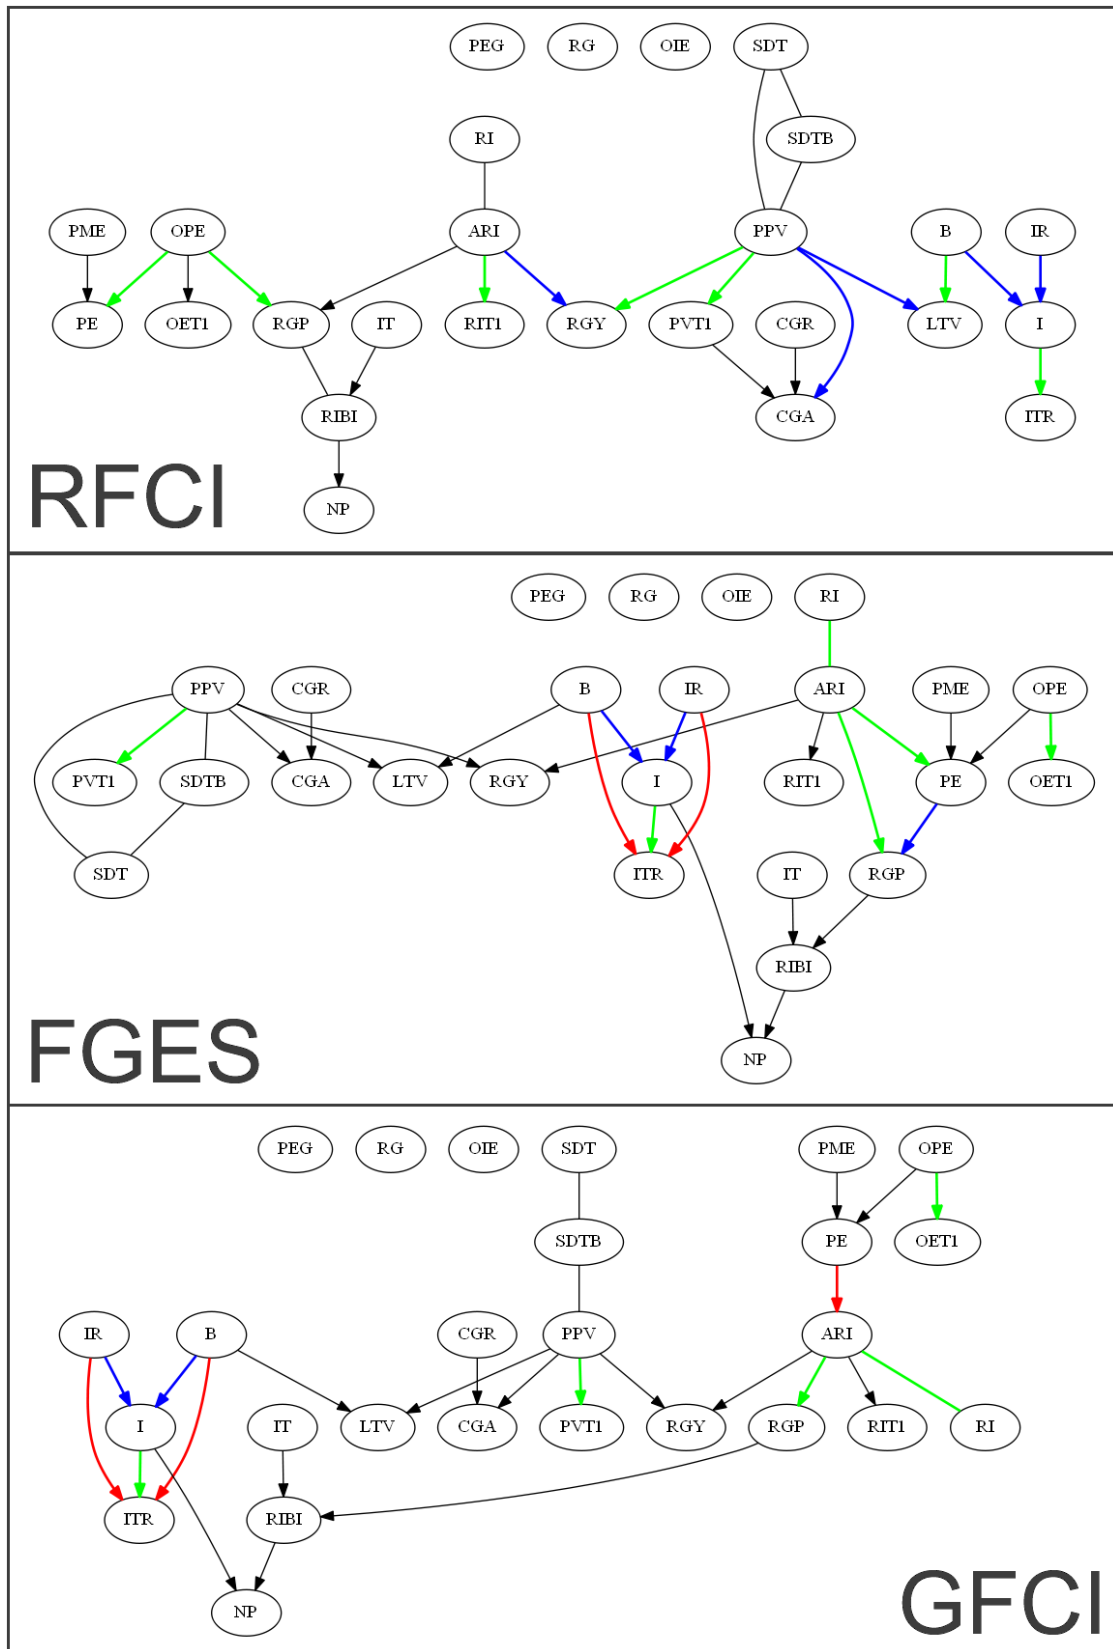 PEG RG OIE SDT
RI SDTB
PME OPE ARI PPV B IR
PE OET1 RGP IT RIT1 RGY PVT1 CGR LTV I
RIBI CGA ITR
RFCI
NP
PEG RG OIE RI
PPV CGR B IR ARI PME OPE
PVT1 SDTB CGA LTV RGY I RIT1 PE OET1
SDT ITR IT RGP
RIBI
FGES
NP
PEG RG OIE SDT PME OPE
SDTB PE OET1
IR B CGR PPV ARI
I IT LTV CGA PVT1 RGY RGP RIT1 RI
ITR RIBI
NP
GFCI